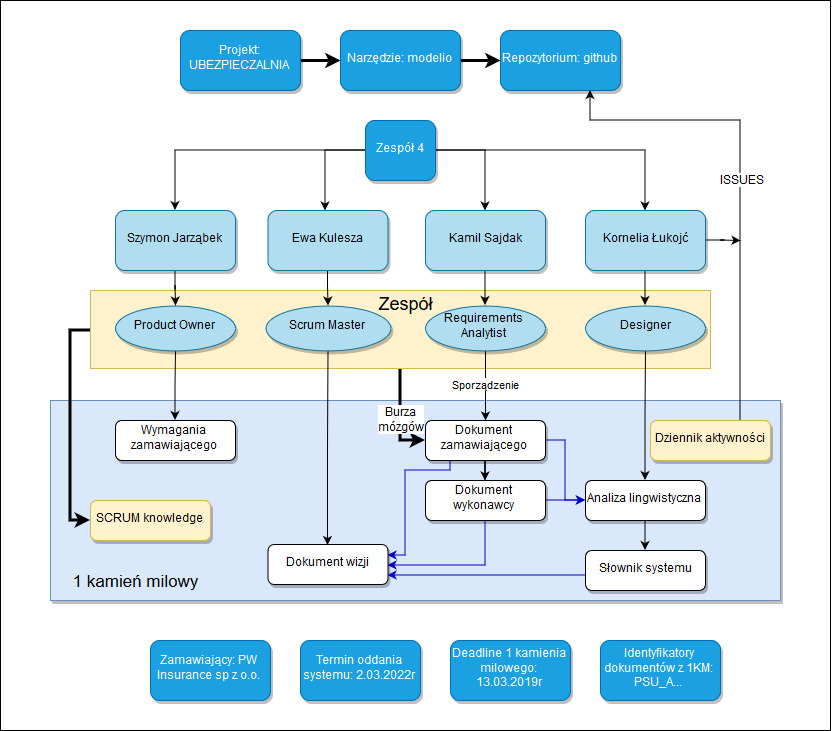 Projekt:
UBEZPIECZALNIA
Narzędzie: modelio
Repozytorium: github
Zespół 4
ISSUES
Szymon Jarząbek
Ewa Kulesza
Kamil Sajdak
Kornelia Łukojć
Zespół
Product Owner
Scrum Master
Requirements
Analytist
Designer
Sporządzenie
Burza
mózgów
Wymagania
zamawiającego
Dokument
zamawiającego
Dziennik aktywności
Dokument
wykonawcy
Analiza lingwistyczna
SCRUM knowledge
Dokument wizji
Słownik systemu
1 kamień milowy
Zamawiający: PW
Insurance sp z o.o.
Termin oddania
systemu: 2.03.2022r
Deadline 1 kamienia
milowego:
13.03.2019r
Identyfikatory
dokumentów z 1KM:
PSU_A...